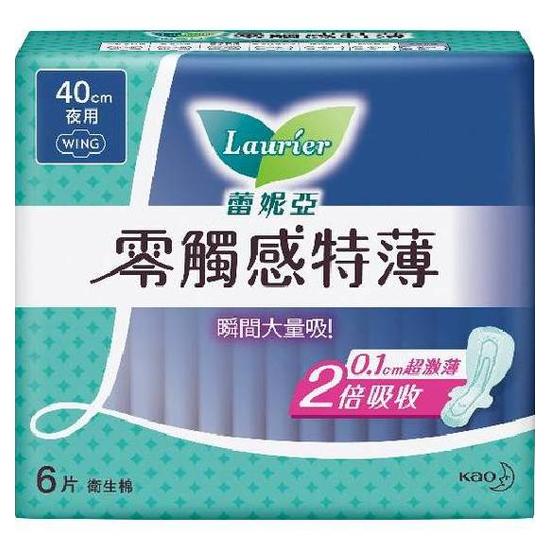 40cm
夜用
WING
Laurier
蕾妮亞
零觸感特薄
瞬間大量吸!
0.1cm超激薄
2倍吸收
6片 衛生棉
Kao